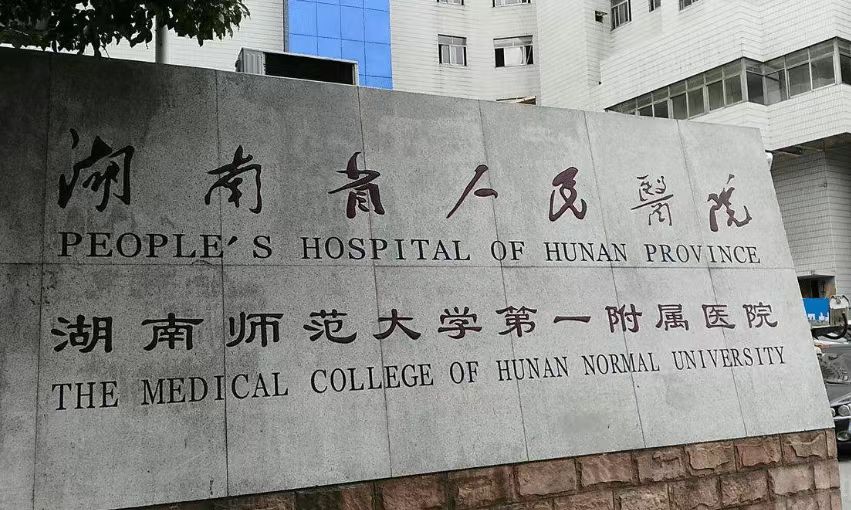 湖南省人民醫院
PEOPLE'S HOSPITAL OF HUNAN PROVINCE
湖南师范大学第一附属医院
THE MEDICAL COLLEGE OF HUNAN NORMAL UNIVERSITY